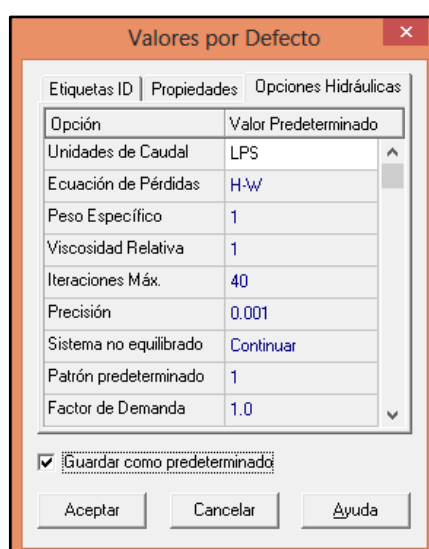 Valores por Defecto
Etiquetas ID Propiedades Opciones Hidráulicas
Opción Valor Predeterminado
Unidades de Caudal LPS
Ecuación de Pérdidas H-W
Peso Específico 1
Viscosidad Relativa 1
Iteraciones Máx. 40
Precisión 0.001
Sistema no equilibrado Continuar
Patrón predeterminado 1
Factor de Demanda 1.0
Guardar como predeterminado
Aceptar Cancelar Ayuda